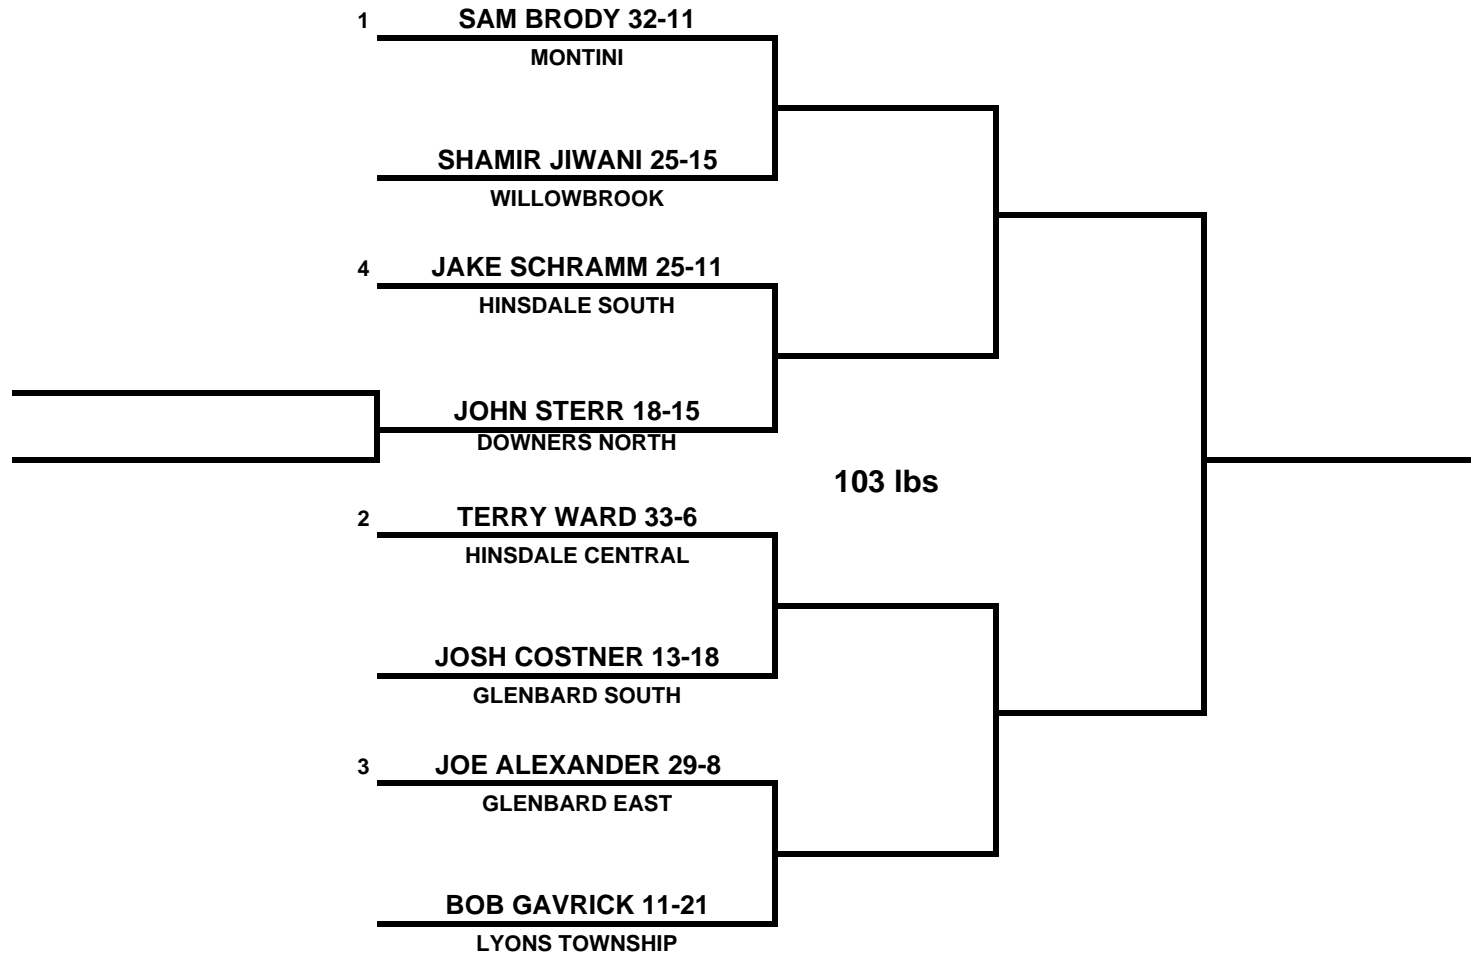 1
SAM BRODY 32-11
MONTINI
SHAMIR JIWANI 25-15
WILLOWBROOK
4
JAKE SCHRAMM 25-11
HINSDALE SOUTH
JOHN STERR 18-15
DOWNERS NORTH
103 lbs
2
TERRY WARD 33-6
HINSDALE CENTRAL
JOSH COSTNER 13-18
GLENBARD SOUTH
3
JOE ALEXANDER 29-8
GLENBARD EAST
BOB GAVRICK 11-21
LYONS TOWNSHIP